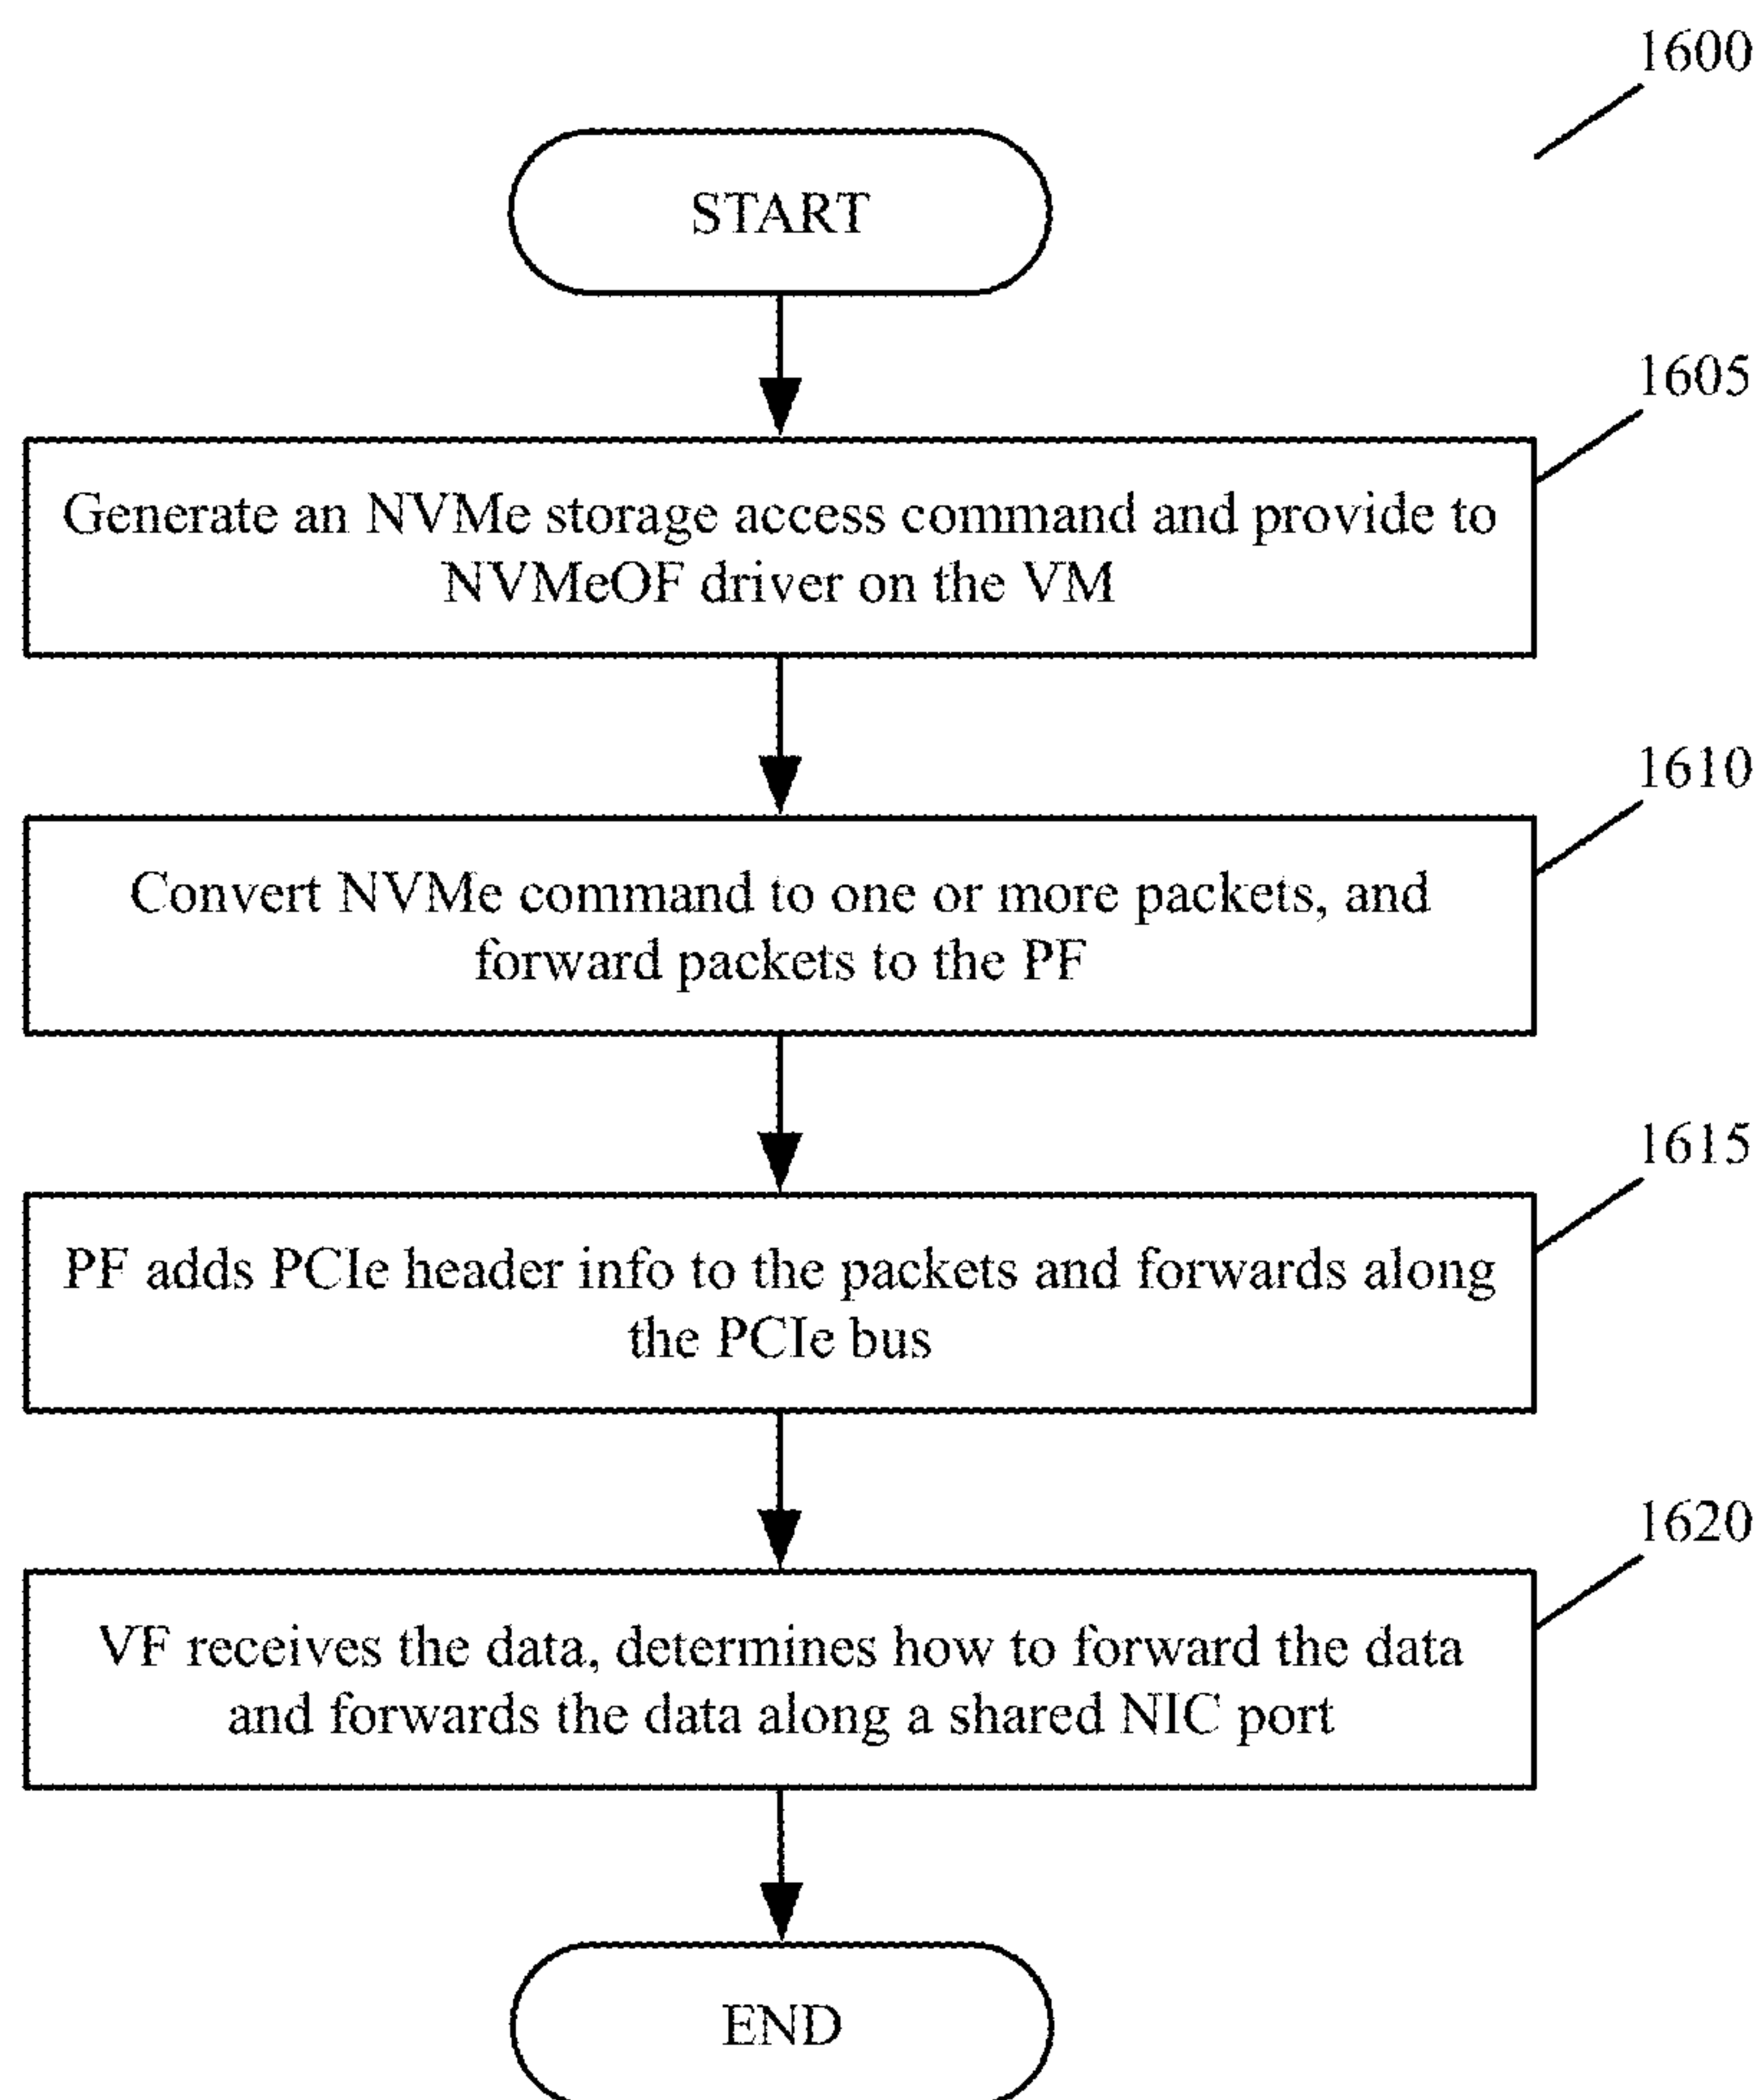 1600
START
1605
Generate an NVMe storage access command and provide to
NVMeOF driver on the VM
1610
Convert NVMe command to one or more packets, and
forward packets to the PF
1615
PF adds PCIe header info to the packets and forwards along
the PCIe bus
1620
VF receives the data, determines how to forward the data
and forwards the data along a shared NIC port
END